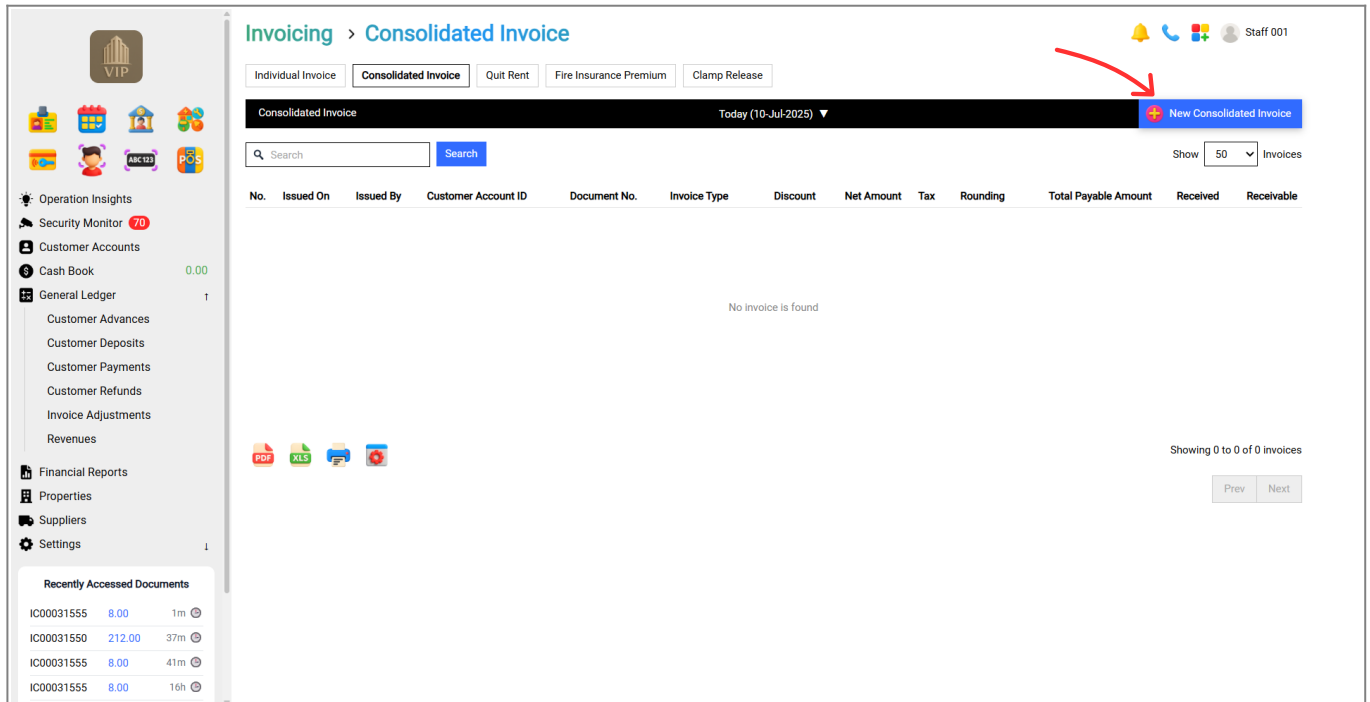 VIP
ABC 123
POS
Operation Insights
Security Monitor 70
Customer Accounts
Cash Book 0.00
General Ledger ↑
Customer Advances
Customer Deposits
Customer Payments
Customer Refunds
Invoice Adjustments
Revenues
Financial Reports
Properties
Suppliers
Settings ↓
Recently Accessed Documents
IC00031555 8.00 1m
IC00031550 212.00 37m
IC00031555 8.00 41m
IC00031555 8.00 16h
Invoicing > Consolidated Invoice
Staff 001
Individual Invoice Consolidated Invoice Quit Rent Fire Insurance Premium Clamp Release
Consolidated Invoice Today (10-Jul-2025) ▼ New Consolidated Invoice
Search Search Show 50 Invoices
No. Issued On Issued By Customer Account ID Document No. Invoice Type Discount Net Amount Tax Rounding Total Payable Amount Received Receivable
No invoice is found
PDF XLS
Showing 0 to 0 of 0 invoices
Prev Next